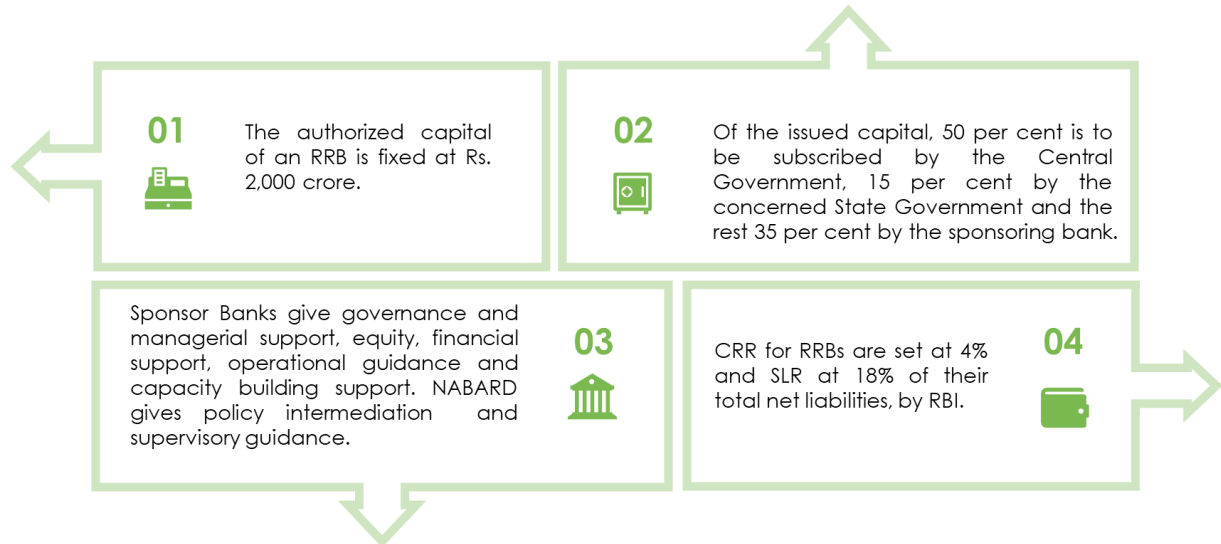 01
The authorized capital
of an RRB is fixed at Rs.
2,000 crore.
02
Of the issued capital, 50 per cent is to
be subscribed by the Central
Government, 15 per cent by the
concerned State Government and the
rest 35 per cent by the sponsoring bank.
Sponsor Banks give governance and
managerial support, equity, financial
support, operational guidance and
capacity building support. NABARD
gives policy intermediation and
supervisory guidance.
03
CRR for RRBs are set at 4%
and SLR at 18% of their
total net liabilities, by RBI.
04